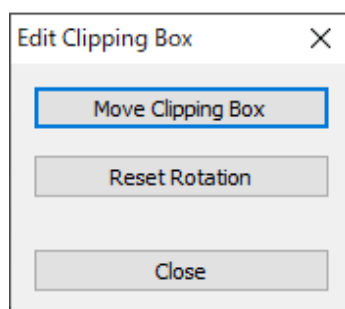 Edit Clipping Box
Move Clipping Box
Reset Rotation
Close